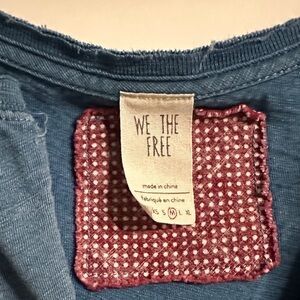 WE THE
FREE
made in china
fabriqué en chine
XS S M L XL